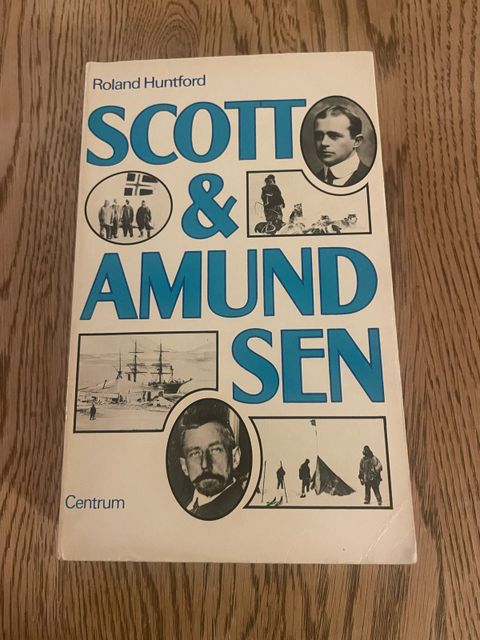 Roland Huntford
SCOTT
&
AMUND
SEN
Centrum